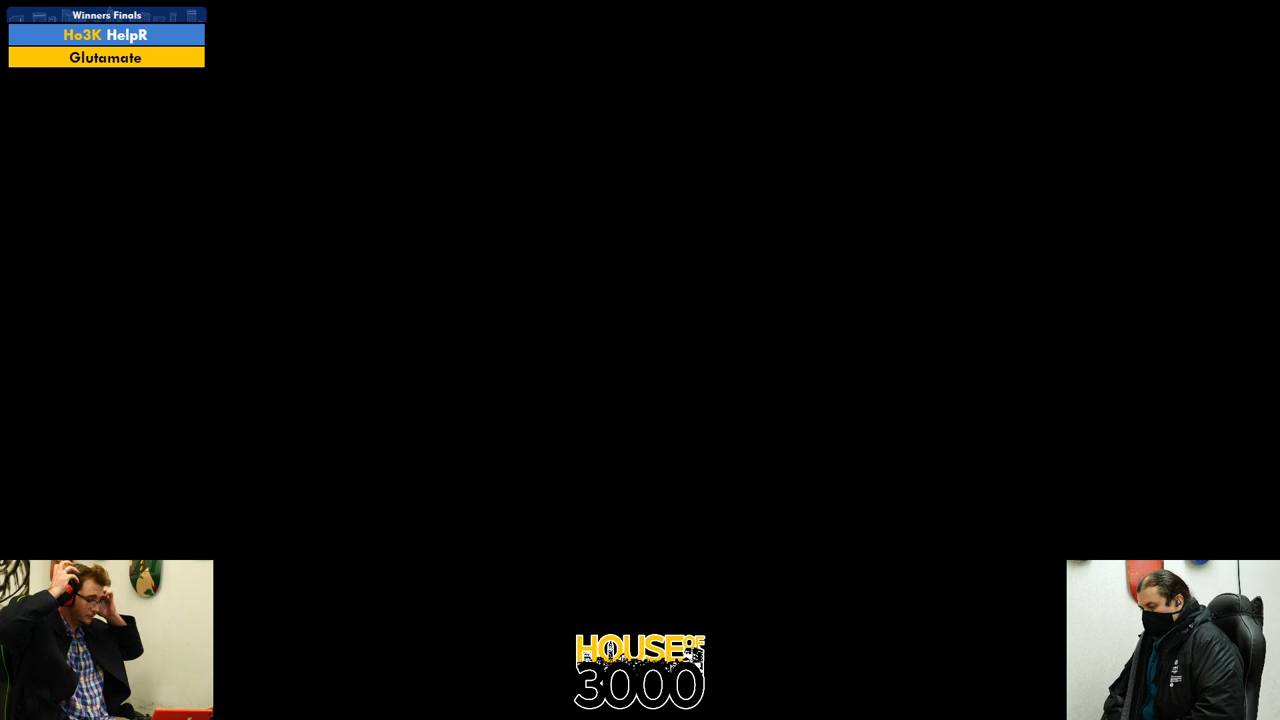 Winners Finals
Ho3K HelpR
Glutamate
HOUSE OF
3000